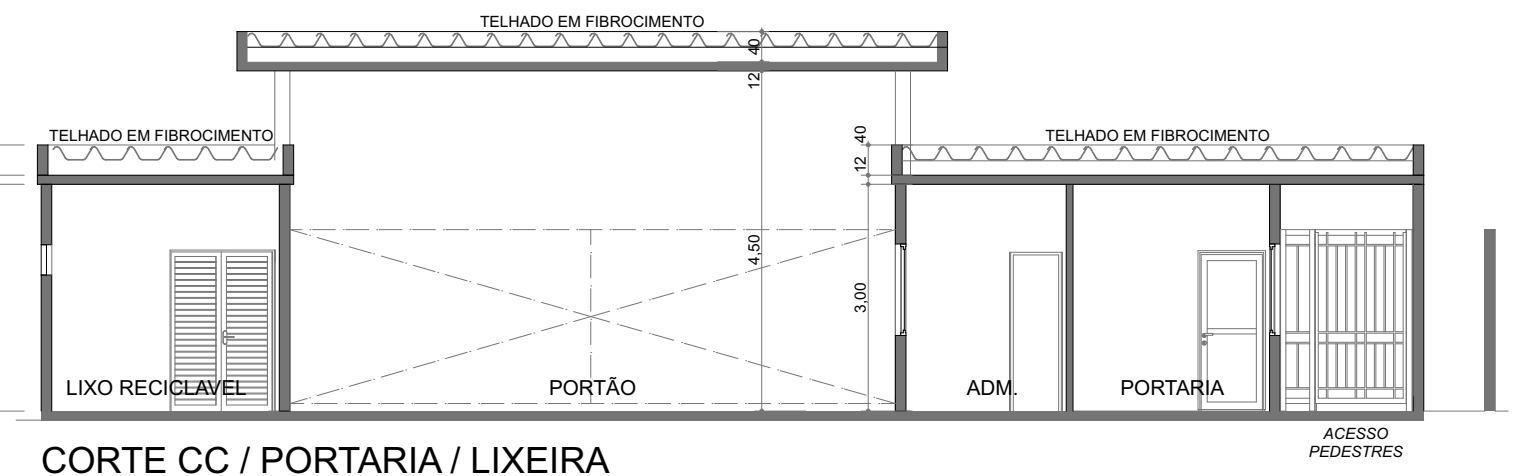 TELHADO EM FIBROCIMENTO
40
12
TELHADO EM FIBROCIMENTO
40
12
TELHADO EM FIBROCIMENTO
4,50
3,00
LIXO RECICLAVEL
PORTÃO
ADM.
PORTARIA
ACESSO
PEDESTRES
CORTE CC / PORTARIA / LIXEIRA